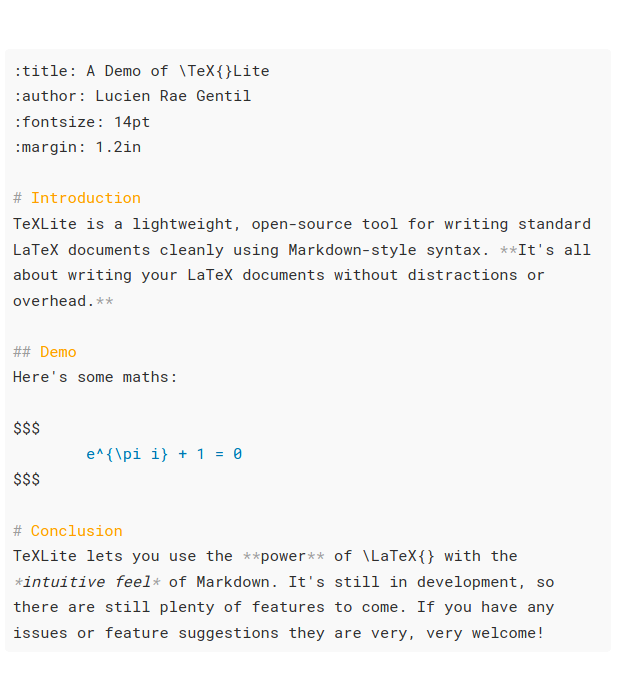 :title: A Demo of \TeX{}Lite
:author: Lucien Rae Gentil
:fontsize: 14pt
:margin: 1.2in
# Introduction
TeXLite is a lightweight, open-source tool for writing standard
LaTeX documents cleanly using Markdown-style syntax. **It's all
about writing your LaTeX documents without distractions or
overhead.**
## Demo
Here's some maths:
$$$
e^{\pi i} + 1 = 0
$$$
# Conclusion
TeXLite lets you use the **power** of \LaTeX{} with the
*intuitive feel* of Markdown. It's still in development, so
there are still plenty of features to come. If you have any
issues or feature suggestions they are very, very welcome!